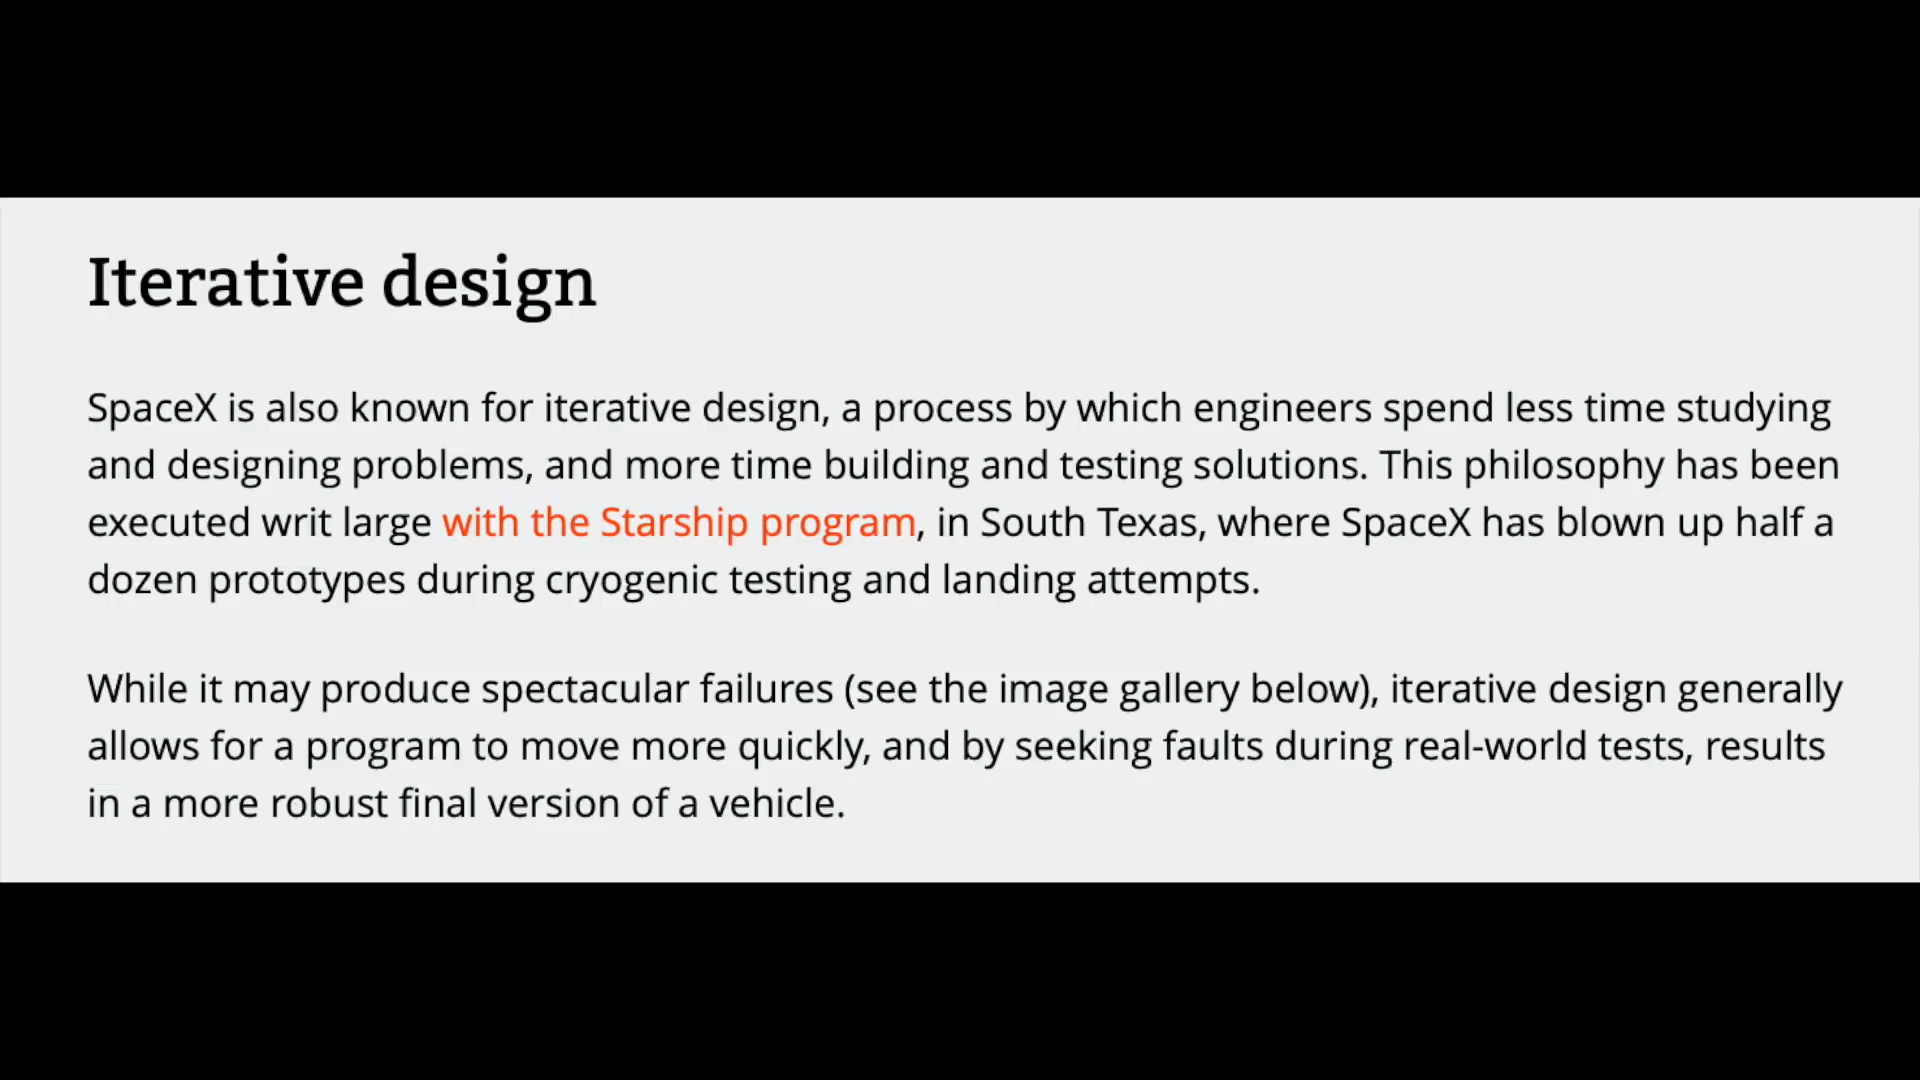 Iterative design
SpaceX is also known for iterative design, a process by which engineers spend less time studying
and designing problems, and more time building and testing solutions. This philosophy has been
executed writ large with the Starship program, in South Texas, where SpaceX has blown up half a
dozen prototypes during cryogenic testing and landing attempts.
While it may produce spectacular failures (see the image gallery below), iterative design generally
allows for a program to move more quickly, and by seeking faults during real-world tests, results
in a more robust final version of a vehicle.